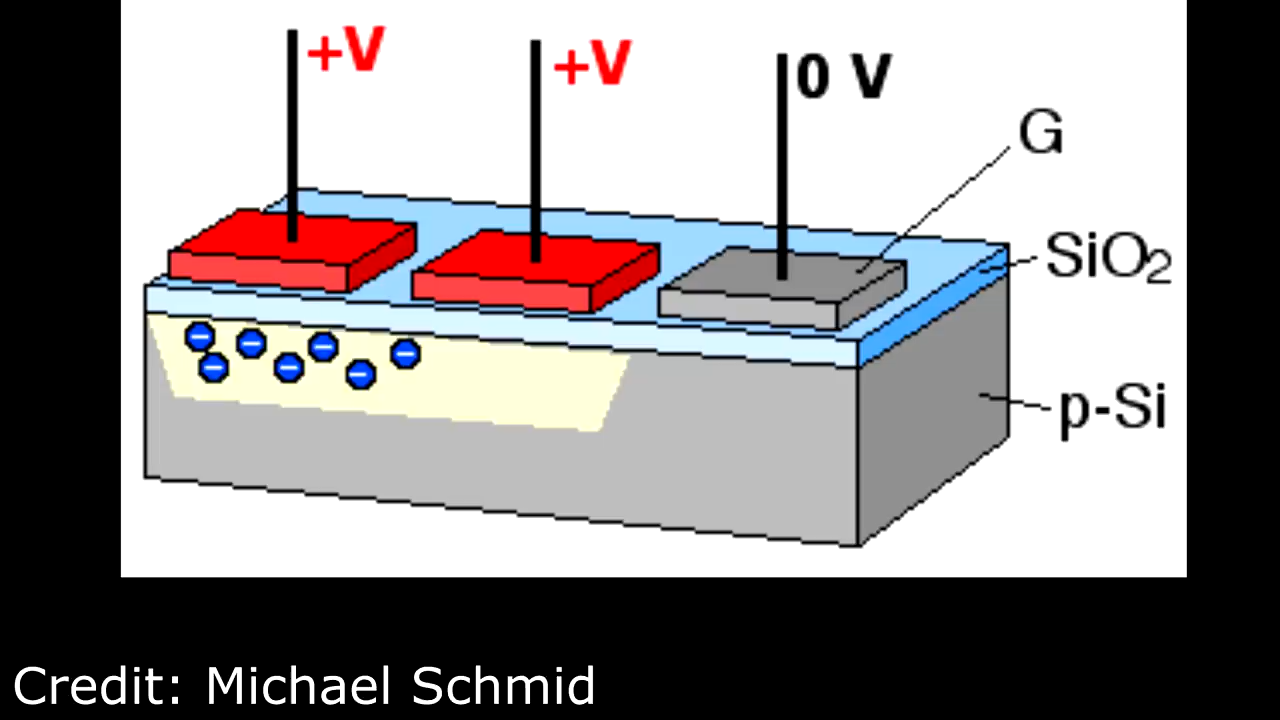 +V
+V
0 V
G
SiO₂
p-Si
Credit: Michael Schmid